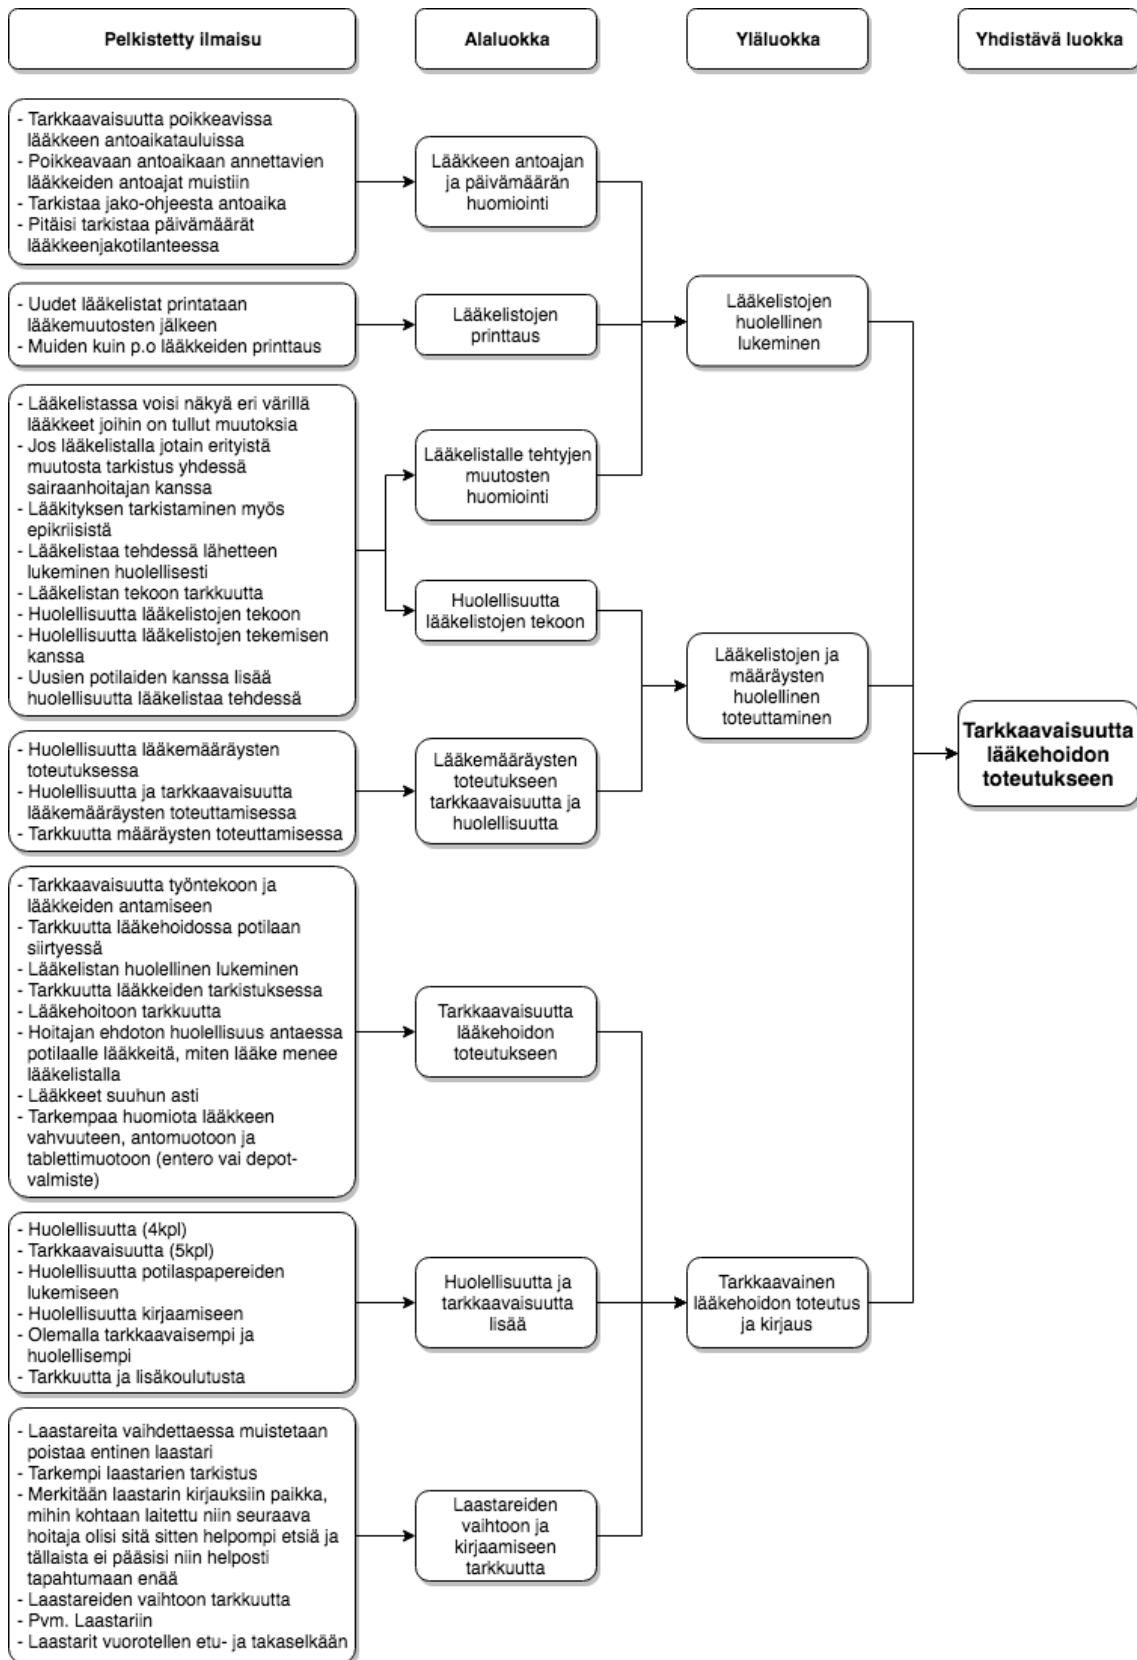 Pelkistetty ilmaisu
Alaluokka
Yläluokka
Yhdistävä luokka
- Tarkkaavaisuutta poikkeavissa
lääkkeen antoaikatauluissa
- Poikkeavaan antoaikaan annettavien
lääkkeiden antoajat muistiin
- Tarkistaa jako-ohjeesta antoaika
- Pitäisi tarkistaa päivämäärät
lääkkeenjakotilanteessa
Lääkkeen antoajan
ja päivämäärän
huomiointi
- Uudet lääkelistat printataan
lääkemuutosten jälkeen
- Muiden kuin p.o lääkkeiden printtaus
Lääkelistojen
printtaus
Lääkelistojen
huolellinen
lukeminen
- Lääkelistassa voisi näkyä eri värillä
lääkkeet joihin on tullut muutoksia
- Jos lääkelistalla jotain erityistä
muutosta tarkistus yhdessä
sairaanhoitajan kanssa
- Lääkityksen tarkistaminen myös
epikriisistä
- Lääkelistaa tehdessä lähetteen
lukeminen huolellisesti
- Lääkelistan tekoon tarkkuutta
- Huolellisuutta lääkelistojen tekoon
- Huolellisuutta lääkelistojen tekemisen
kanssa
- Uusien potilaiden kanssa lisää
huolellisuutta lääkelistaa tehdessä
Lääkelistalle tehtyjen
muutosten
huomiointi
Huolellisuutta
lääkelistojen tekoon
Lääkelistojen ja
määräysten
huolellinen
toteuttaminen
- Huolellisuutta lääkemääräysten
toteutuksessa
- Huolellisuutta ja tarkkaavaisuutta
lääkemääräysten toteuttamisessa
- Tarkkuutta määräysten toteuttamisessa
Lääkemääräysten
toteutukseen
tarkkaavaisuutta ja
huolellisuutta
Tarkkaavaisuutta
lääkehoidon
toteutukseen
- Tarkkaavaisuutta työntekoon ja
lääkkeiden antamiseen
- Tarkkuutta lääkehoidossa potilaan
siirtyessä
- Lääkelistan huolellinen lukeminen
- Tarkkuutta lääkkeiden tarkistuksessa
- Lääkehoitoon tarkkuutta
- Hoitajan ehdoton huolellisuus antaessa
potilaalle lääkkeitä, miten lääke menee
lääkelistalla
- Lääkkeet suuhun asti
- Tarkempaa huomiota lääkkeen
vahvuuteen, antomuotoon ja
tablettimuotoon (entero vai depot-
valmiste)
Tarkkaavaisuutta
lääkehoidon
toteutukseen
- Huolellisuutta (4kpl)
- Tarkkaavaisuutta (5kpl)
- Huolellisuutta potilaspapereiden
lukemiseen
- Huolellisuutta kirjaamiseen
- Olemalla tarkkaavaisempi ja
huolellisempi
- Tarkkuutta ja lisäkoulutusta
Huolellisuutta ja
tarkkaavaisuutta
lisää
Tarkkaavainen
lääkehoidon toteutus
ja kirjaus
- Laastareita vaihdettaessa muistetaan
poistaa entinen laastari
- Tarkempi laastarien tarkistus
- Merkitään laastarin kirjauksiin paikka,
mihin kohtaan laitettu niin seuraava
hoitaja olisi sitä sitten helpompi etsiä ja
tällaista ei pääsisi niin helposti
tapahtumaan enää
- Laastareiden vaihtoon tarkkuutta
- Pvm. Laastariin
- Laastarit vuorotellen etu- ja takaselkään
Laastareiden
vaihtoon ja
kirjaamiseen
tarkkuutta